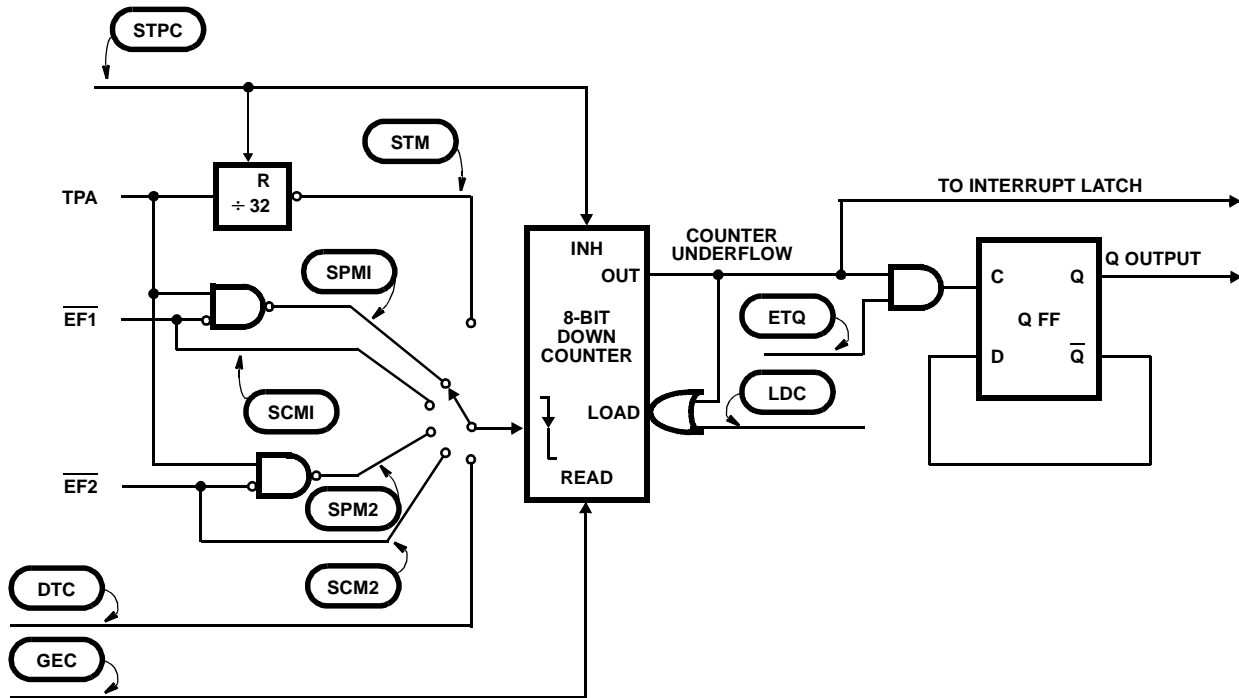 STPC
STM
TPA
R
÷ 32
TO INTERRUPT LATCH
INH
COUNTER
UNDERFLOW
OUT
C
Q
Q OUTPUT
SPMI
EF1
8-BIT
DOWN
COUNTER
ETQ
Q FF
D
Q
SCMI
LOAD
LDC
EF2
READ
SPM2
SCM2
DTC
GEC